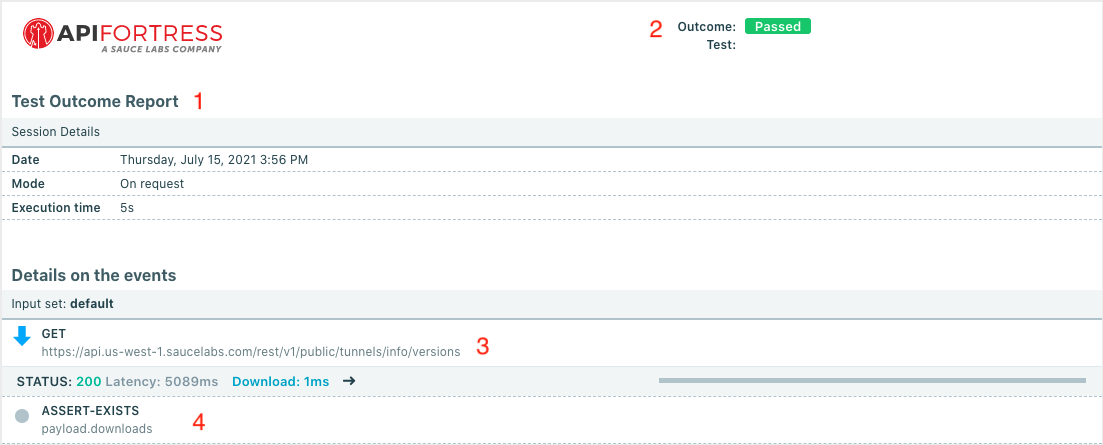 APIFORTRESS
A SAUCE LABS COMPANY
2 Outcome: Passed
Test:
Test Outcome Report 1
Session Details
Date Thursday, July 15, 2021 3:56 PM
Mode On request
Execution time 5s
Details on the events
Input set: default
GET
https://api.us-west-1.saucelabs.com/rest/v1/public/tunnels/info/versions 3
STATUS: 200 Latency: 5089ms Download: 1ms →
ASSERT-EXISTS
payload.downloads 4